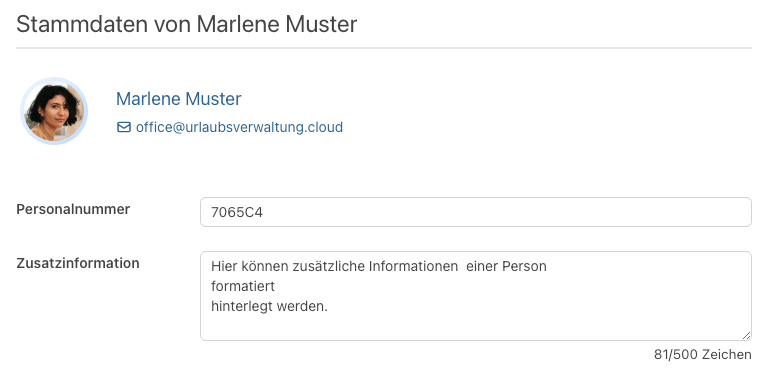 Stammdaten von Marlene Muster
Marlene Muster
office@urlaubsverwaltung.cloud
Personalnummer
7065C4
Zusatzinformation
Hier können zusätzliche Informationen  einer Person
formatiert
hinterlegt werden.
81/500 Zeichen